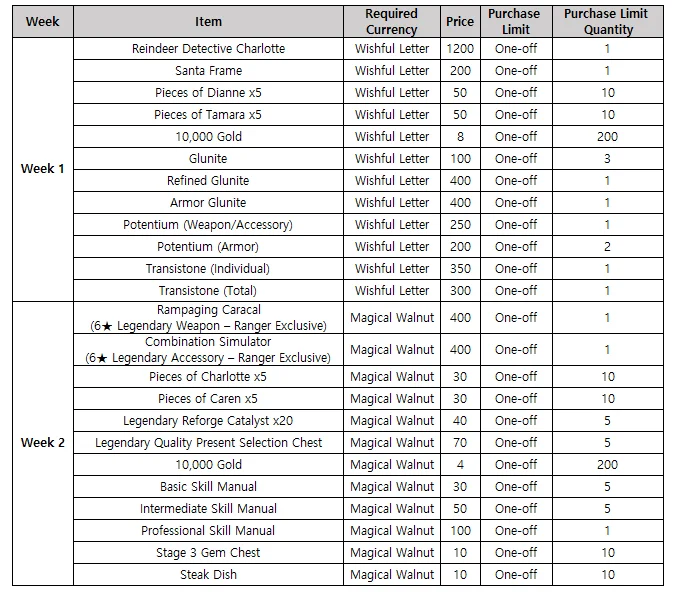 Week Item Required Currency Price Purchase Limit Purchase Limit Quantity
Week 1
Reindeer Detective Charlotte Wishful Letter 1200 One-off 1
Santa Frame Wishful Letter 200 One-off 1
Pieces of Dianne x5 Wishful Letter 50 One-off 10
Pieces of Tamara x5 Wishful Letter 50 One-off 10
10,000 Gold Wishful Letter 8 One-off 200
Glunite Wishful Letter 100 One-off 3
Refined Glunite Wishful Letter 400 One-off 1
Armor Glunite Wishful Letter 400 One-off 1
Potentium (Weapon/Accessory) Wishful Letter 250 One-off 1
Potentium (Armor) Wishful Letter 200 One-off 2
Transistone (Individual) Wishful Letter 350 One-off 1
Transistone (Total) Wishful Letter 300 One-off 1
Week 2
Rampaging Caracal
(6★ Legendary Weapon – Ranger Exclusive) Magical Walnut 400 One-off 1
Combination Simulator
(6★ Legendary Accessory – Ranger Exclusive) Magical Walnut 400 One-off 1
Pieces of Charlotte x5 Magical Walnut 30 One-off 10
Pieces of Caren x5 Magical Walnut 30 One-off 10
Legendary Reforge Catalyst x20 Magical Walnut 40 One-off 5
Legendary Quality Present Selection Chest Magical Walnut 70 One-off 5
10,000 Gold Magical Walnut 4 One-off 200
Basic Skill Manual Magical Walnut 30 One-off 5
Intermediate Skill Manual Magical Walnut 50 One-off 5
Professional Skill Manual Magical Walnut 100 One-off 1
Stage 3 Gem Chest Magical Walnut 10 One-off 10
Steak Dish Magical Walnut 10 One-off 10